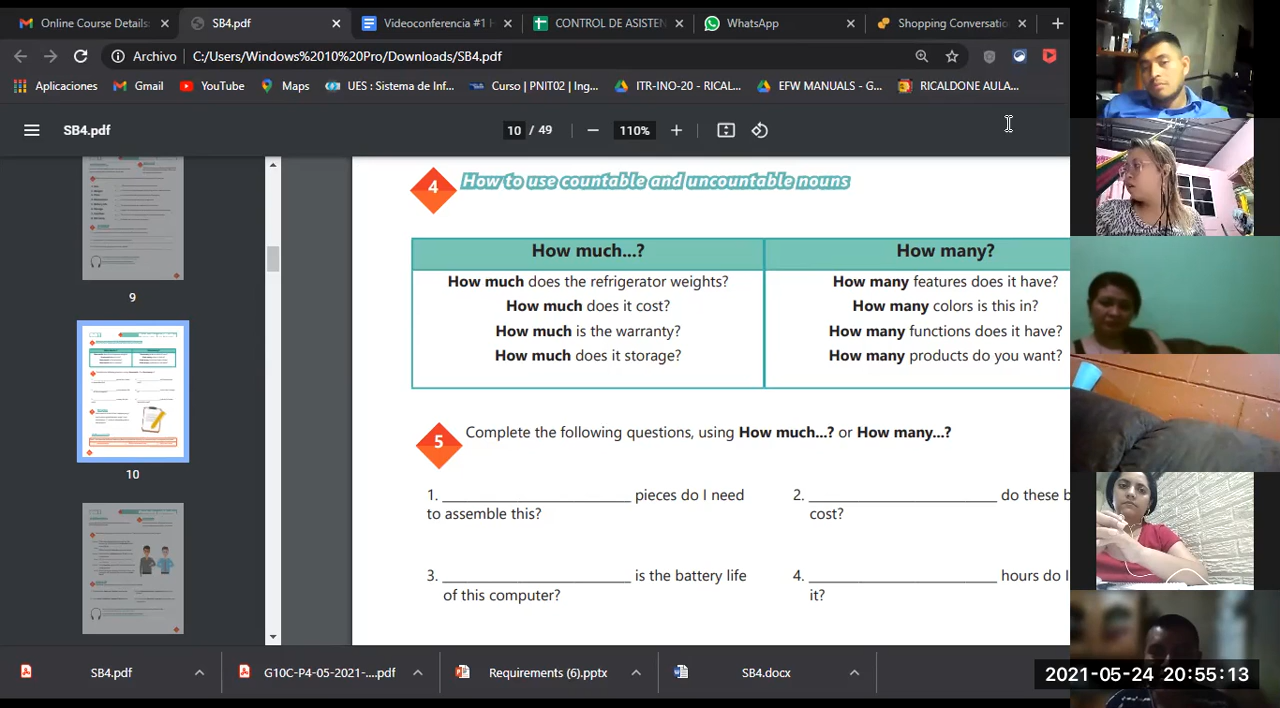 Online Course Details:
SB4.pdf
Videoconferencia #1 H
CONTROL DE ASISTEN
WhatsApp
Shopping Conversatio
Archivo
C:/Users/Windows%2010%20Pro/Downloads/SB4.pdf
Aplicaciones
Gmail
YouTube
Maps
UES : Sistema de Inf...
Curso | PNIT02 | Ing...
ITR-INO-20 - RICAL...
EFW MANUALS - G...
RICALDONE AULA...
SB4.pdf
10 / 49
110%
9
10
4
How to use countable and uncountable nouns
How much...?
How much does the refrigerator weights?
How much does it cost?
How much is the warranty?
How much does it storage?
How many?
How many features does it have?
How many colors is this in?
How many functions does it have?
How many products do you want?
5
Complete the following questions, using How much...? or How many...?
1. ______________________ pieces do I need
to assemble this?
2. ______________________ do these b
cost?
3. ______________________ is the battery life
of this computer?
4. ______________________ hours do I
it?
SB4.pdf
G10C-P4-05-2021-....pdf
Requirements (6).pptx
SB4.docx
2021-05-24 20:55:13